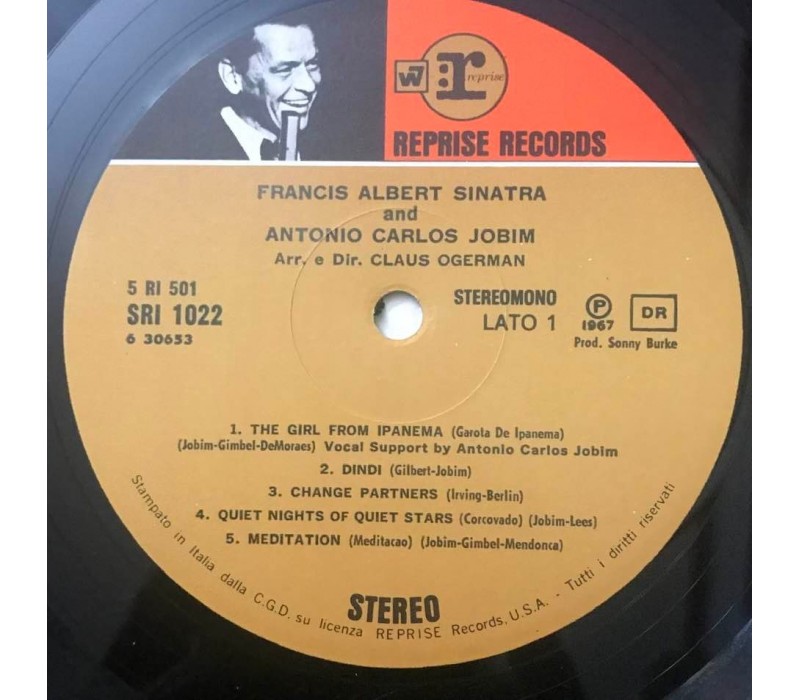 W7 r reprise
REPRISE RECORDS
FRANCIS ALBERT SINATRA
and
ANTONIO CARLOS JOBIM
Arr. e Dir. CLAUS OGERMAN
5 RI 501
SRI 1022
6 30653
STEREOMONO
LATO 1
P
1967
DR
Prod. Sonny Burke
1. THE GIRL FROM IPANEMA (Garota De Ipanema)
(Jobim-Gimbel-DeMoraes) Vocal Support by Antonio Carlos Jobim
2. DINDI (Gilbert-Jobim)
3. CHANGE PARTNERS (Irving-Berlin)
4. QUIET NIGHTS OF QUIET STARS (Corcovado) (Jobim-Lees)
5. MEDITATION (Meditacao) (Jobim-Gimbel-Mendonca)
STEREO
Stampato in Italia dalla C.G.D. su licenza REPRISE Records, U.S.A. - Tutti i diritti riservati